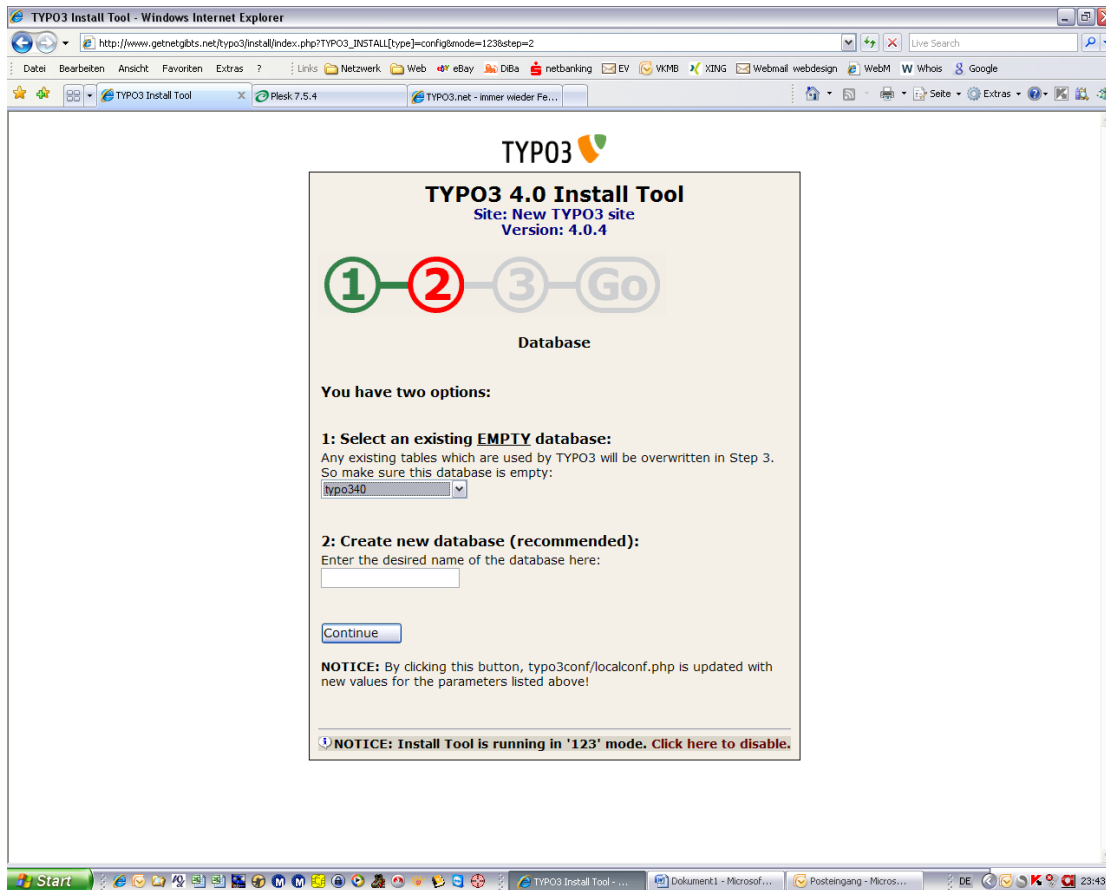 TYPO3 Install Tool - Windows Internet Explorer
http://www.getnetgibts.net/typo3/install/index.php?TYPO3_INSTALL[type]=config&mode=123&step=2
Live Search
Datei Bearbeiten Ansicht Favoriten Extras ? Links Netzwerk Web eBay DiBa netbanking EV VKMB XING Webmail webdesign WebM Whois Google
TYPO3 Install Tool Plesk 7.5.4 TYPO3.net - immer wieder Fe... Seite Extras
TYPO3
TYPO3 4.0 Install Tool
Site: New TYPO3 site
Version: 4.0.4
1 2 3 Go
Database
You have two options:
1: Select an existing EMPTY database:
Any existing tables which are used by TYPO3 will be overwritten in Step 3.
So make sure this database is empty:
typo340
2: Create new database (recommended):
Enter the desired name of the database here:
Continue
NOTICE: By clicking this button, typo3conf/localconf.php is updated with
new values for the parameters listed above!
NOTICE: Install Tool is running in '123' mode. Click here to disable.
Start TYPO3 Install Tool - ... Dokument1 - Microsof... Posteingang - Micros... DE 23:43